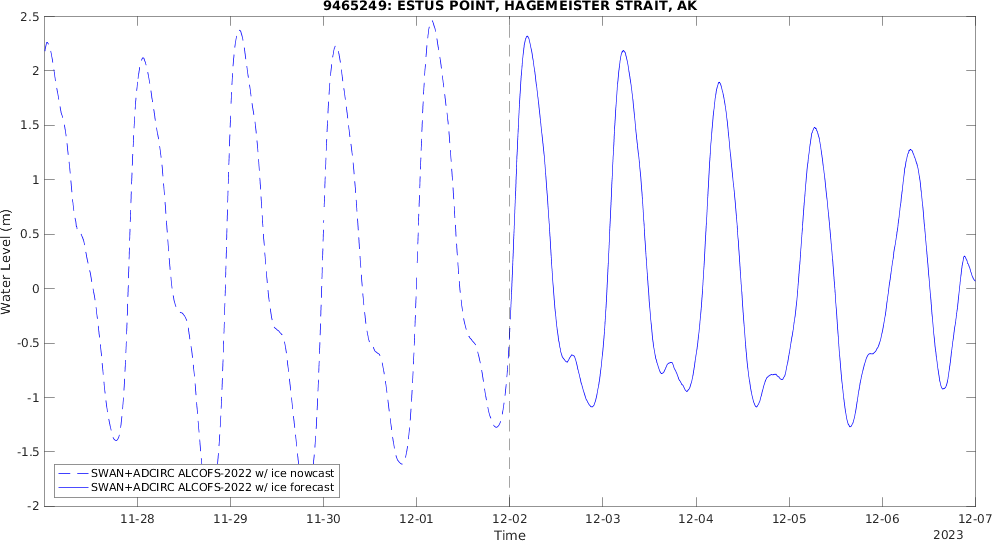 9465249: ESTUS POINT, HAGEMEISTER STRAIT, AK
Water Level (m)
2.5
2
1.5
1
0.5
0
-0.5
-1
-1.5
-2
SWAN+ADCIRC ALCOFS-2022 w/ ice nowcast
SWAN+ADCIRC ALCOFS-2022 w/ ice forecast
11-28 11-29 11-30 12-01 12-02 12-03 12-04 12-05 12-06 12-07
Time
2023